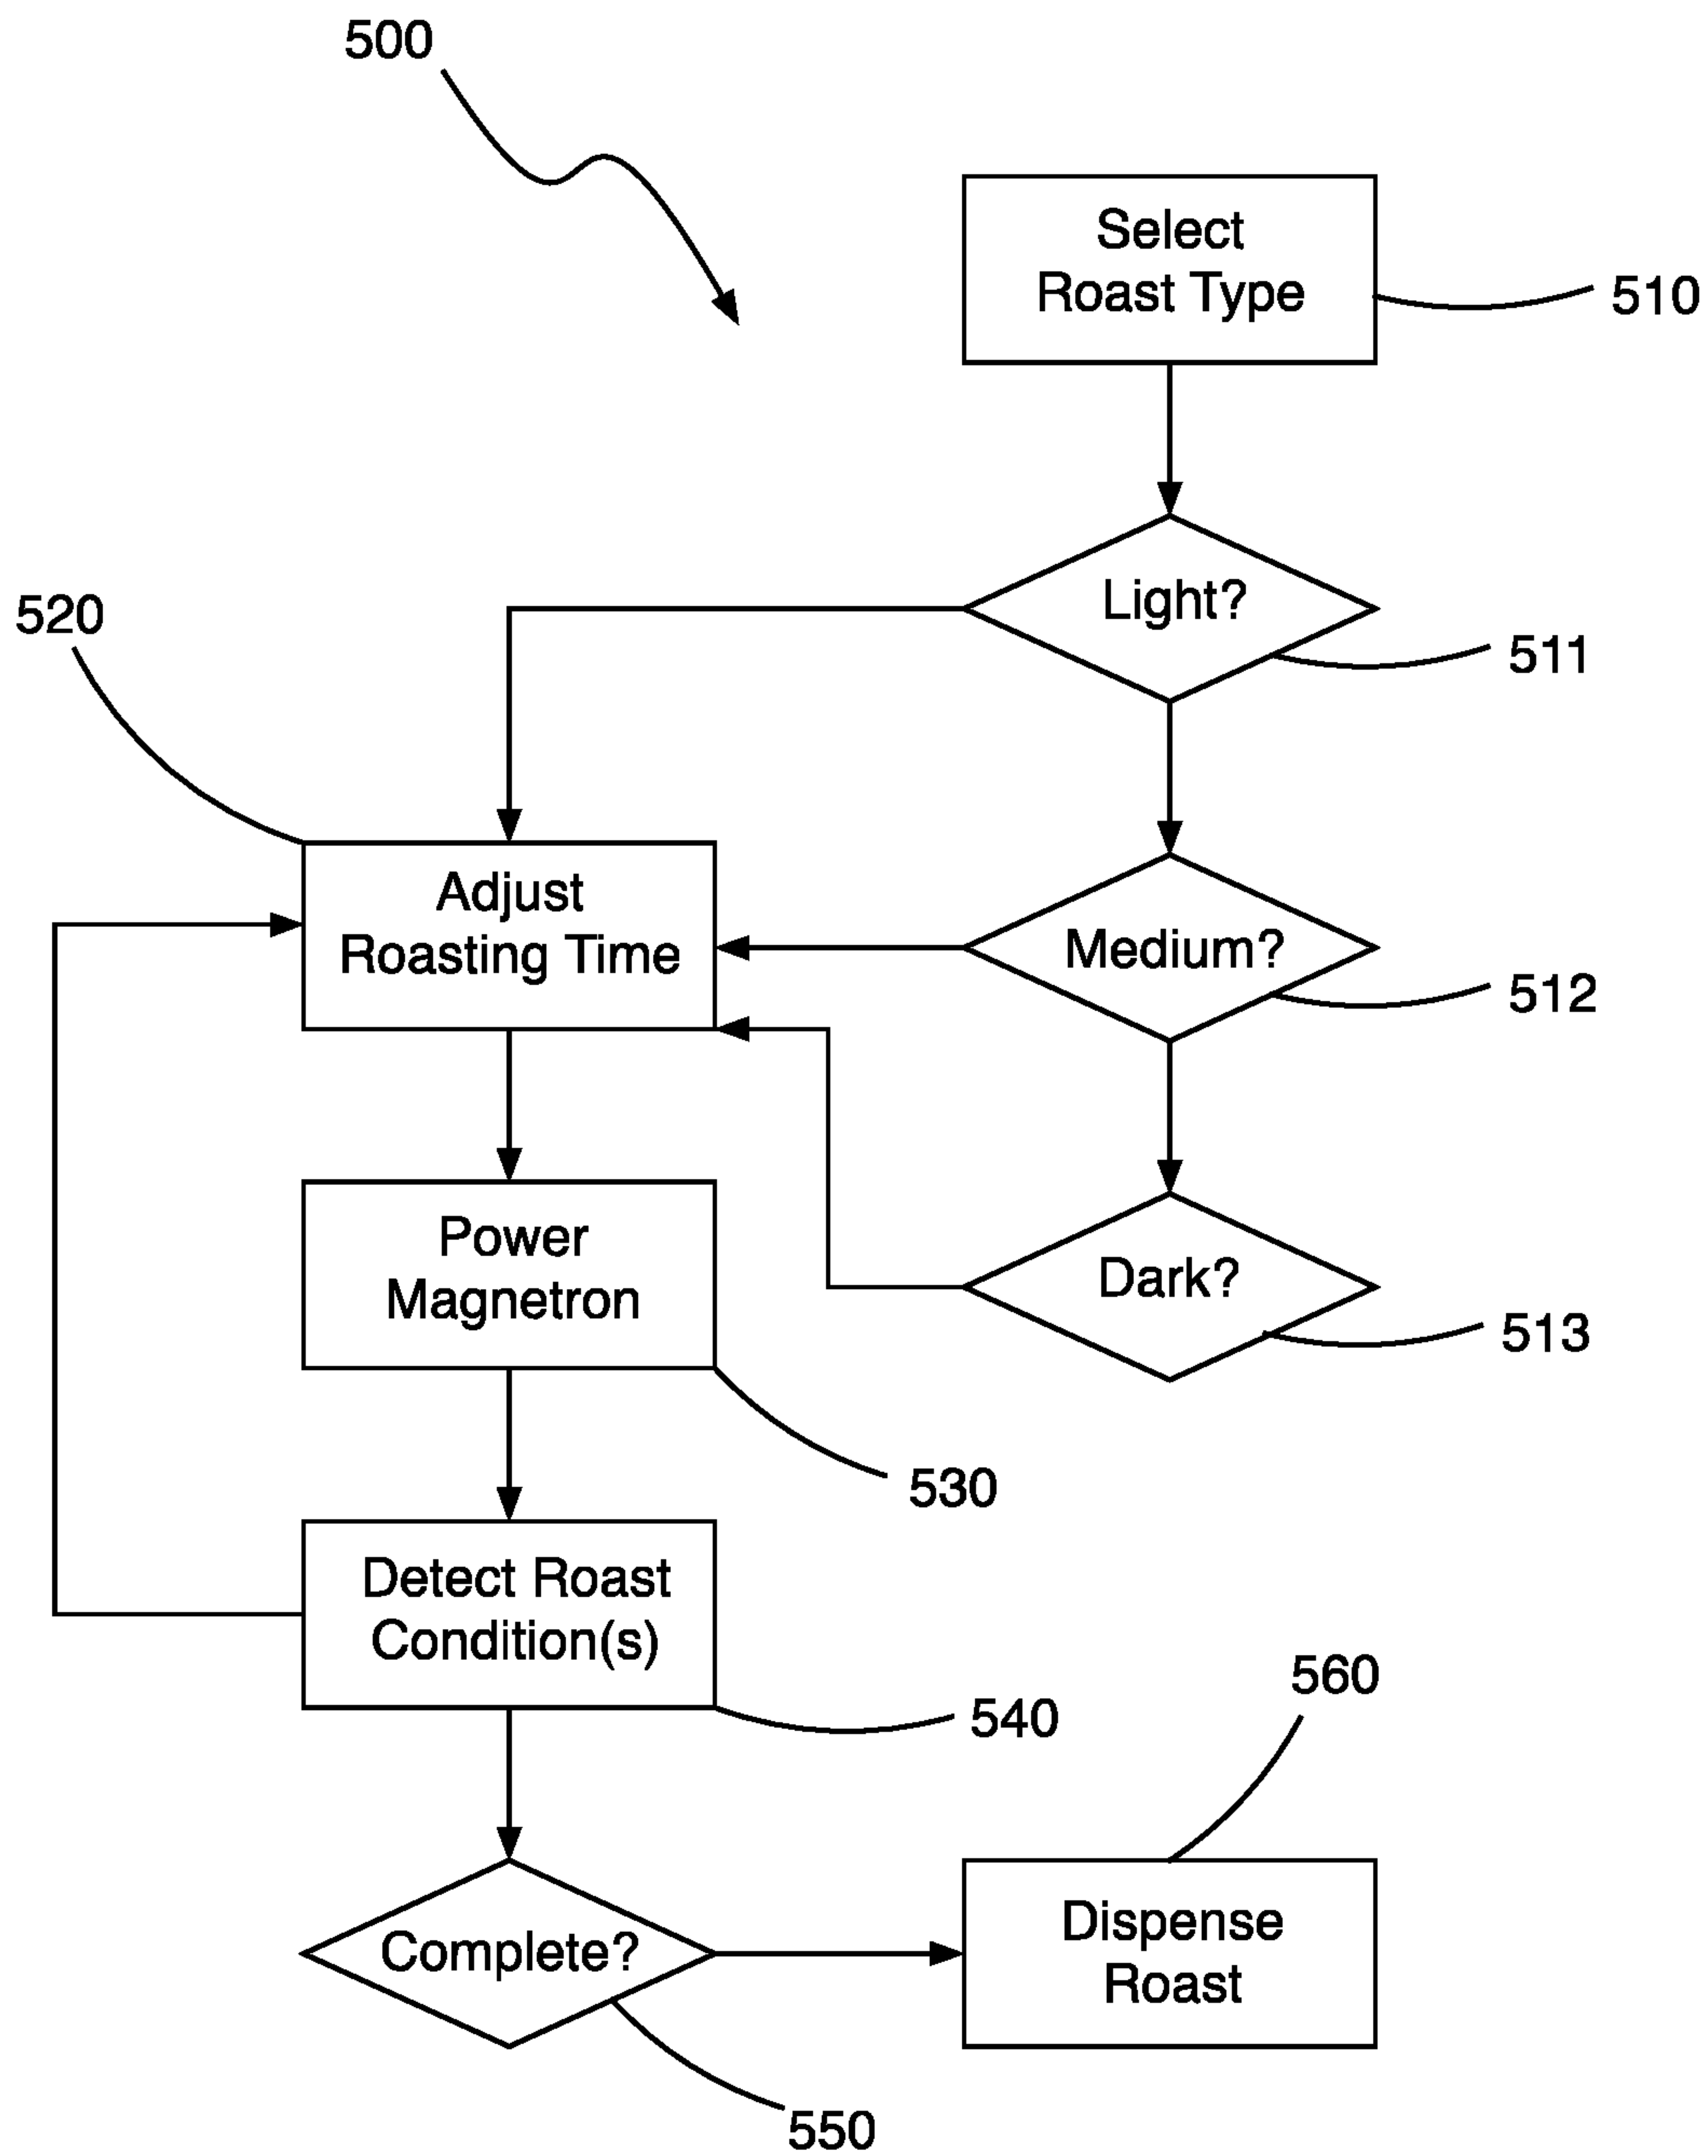 500
Select
Roast Type
510
Light?
511
520
Adjust
Roasting Time
Medium?
512
Power
Magnetron
Dark?
513
530
Detect Roast
Condition(s)
540
560
Complete?
Dispense
Roast
550